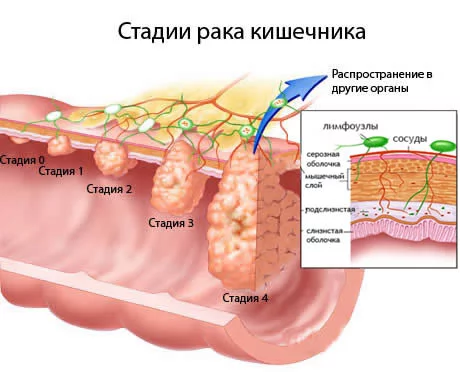 Стадии рака кишечника
Распространение в
другие органы
лимфоузлы
сосуды
серозная
оболочка
мышечный
слой
подслизистая
слизистая
оболочка
Стадия 0
Стадия 1
Стадия 2
Стадия 3
Стадия 4